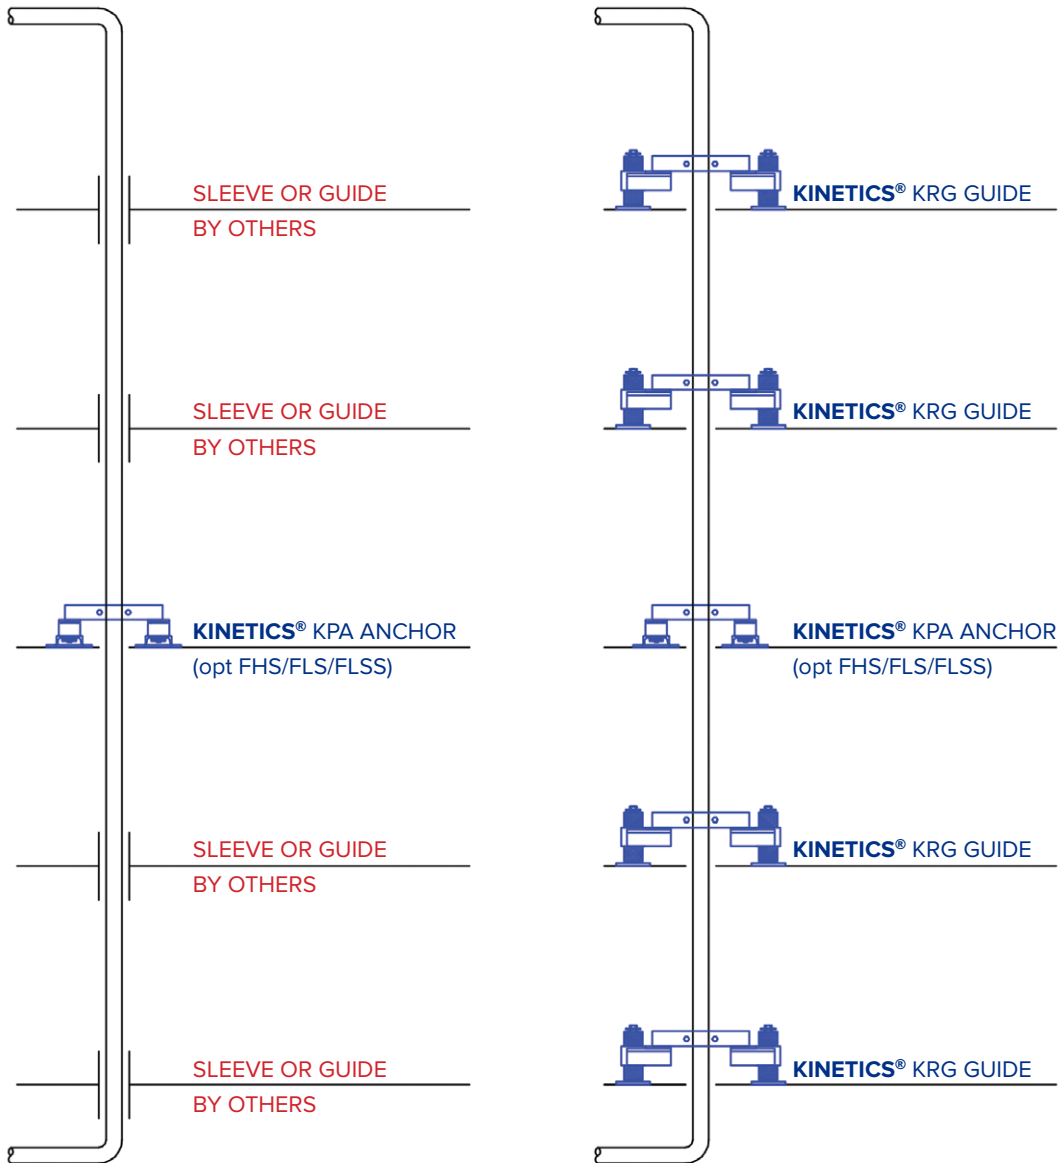 SLEEVE OR GUIDE
BY OTHERS
SLEEVE OR GUIDE
BY OTHERS
KINETICS® KPA ANCHOR
(opt FHS/FLS/FLSS)
SLEEVE OR GUIDE
BY OTHERS
SLEEVE OR GUIDE
BY OTHERS
KINETICS® KRG GUIDE
KINETICS® KRG GUIDE
KINETICS® KPA ANCHOR
(opt FHS/FLS/FLSS)
KINETICS® KRG GUIDE
KINETICS® KRG GUIDE